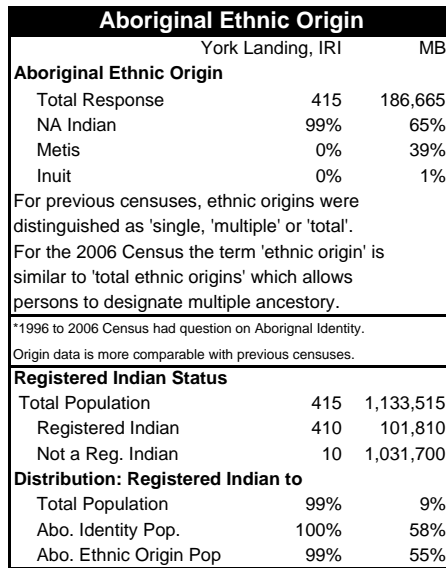 Aboriginal Ethnic Origin
York Landing, IRI MB
Aboriginal Ethnic Origin
Total Response 415 186,665
NA Indian 99% 65%
Metis 0% 39%
Inuit 0% 1%
For previous censuses, ethnic origins were
distinguished as 'single, 'multiple' or 'total'.
For the 2006 Census the term 'ethnic origin' is
similar to 'total ethnic origins' which allows
persons to designate multiple ancestory.
*1996 to 2006 Census had question on Aborignal Identity.
Origin data is more comparable with previous censuses.
Registered Indian Status
Total Population 415 1,133,515
Registered Indian 410 101,810
Not a Reg. Indian 10 1,031,700
Distribution: Registered Indian to
Total Population 99% 9%
Abo. Identity Pop. 100% 58%
Abo. Ethnic Origin Pop 99% 55%